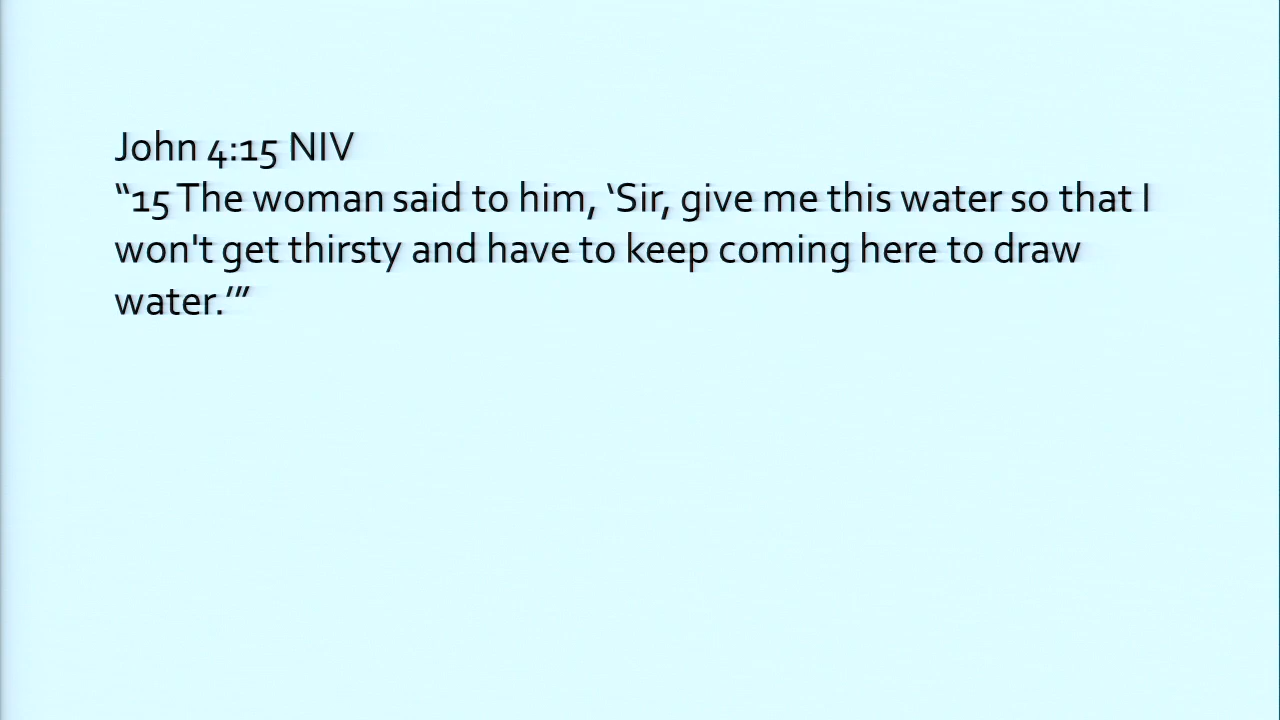 John 4:15 NIV
“15 The woman said to him, ‘Sir, give me this water so that I
won't get thirsty and have to keep coming here to draw
water.’”